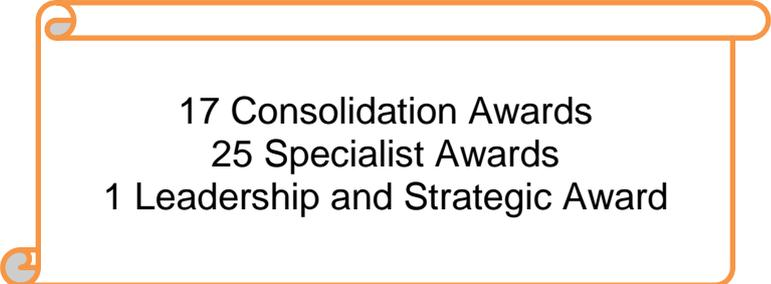 17 Consolidation Awards
25 Specialist Awards
1 Leadership and Strategic Award